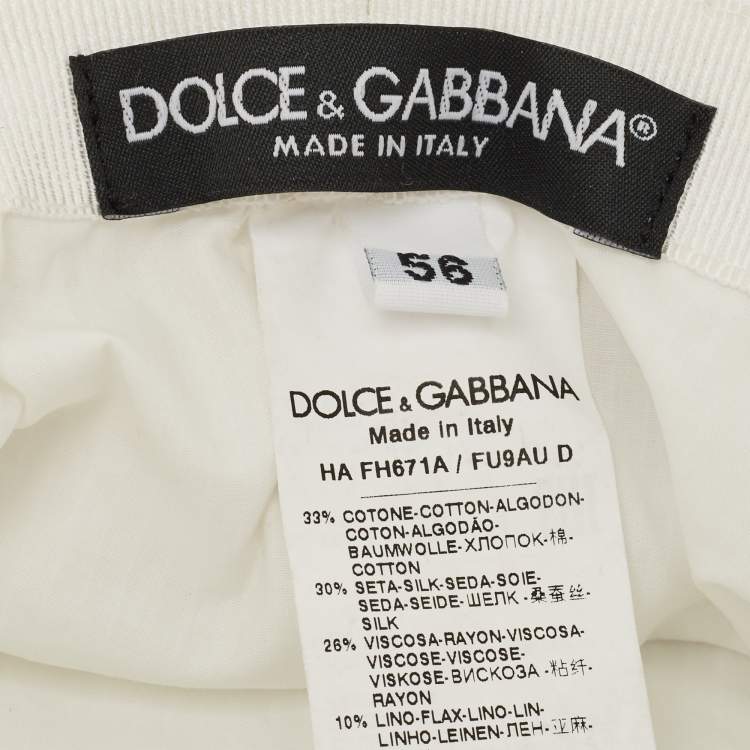 DOLCE & GABBANA®
MADE IN ITALY
56
DOLCE & GABBANA
Made in Italy
HA FH671A / FU9AU D
33% COTONE-COTTON-ALGODON-
COTON-ALGODÃO-
BAUMWOLLE-ХЛОПОК-棉-
COTTON
30% SETA-SILK-SEDA-SOIE-
SEDA-SEIDE-ШЕЛК-桑蚕丝-
SILK
26% VISCOSA-RAYON-VISCOSA-
VISCOSE-VISCOSE-
VISKOSE-ВИСКОЗА-粘纤-
RAYON
10% LINO-FLAX-LINO-LIN-
LINHO-LEINEN-ЛЕН-亚麻-